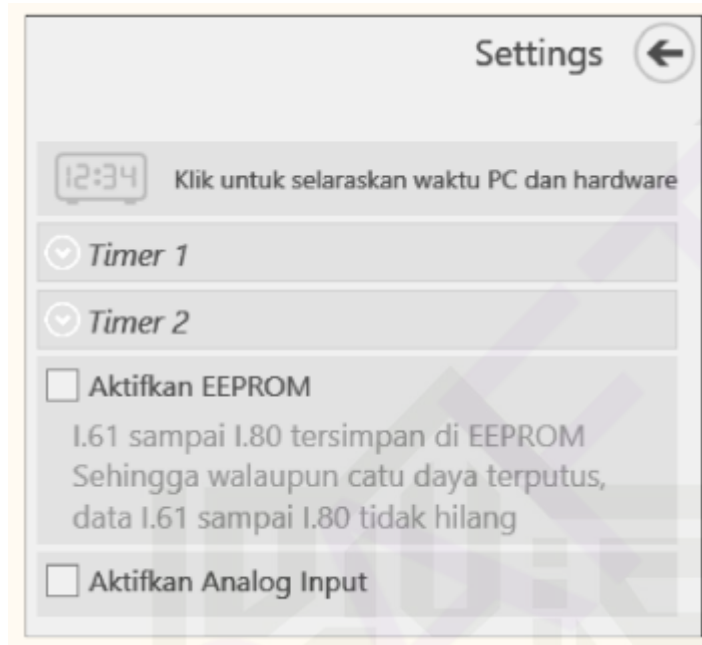 Settings
12:34
Klik untuk selaraskan waktu PC dan hardware
Timer 1
Timer 2
Aktifkan EEPROM
I.61 sampai I.80 tersimpan di EEPROM
Sehingga walaupun catu daya terputus,
data I.61 sampai I.80 tidak hilang
Aktifkan Analog Input